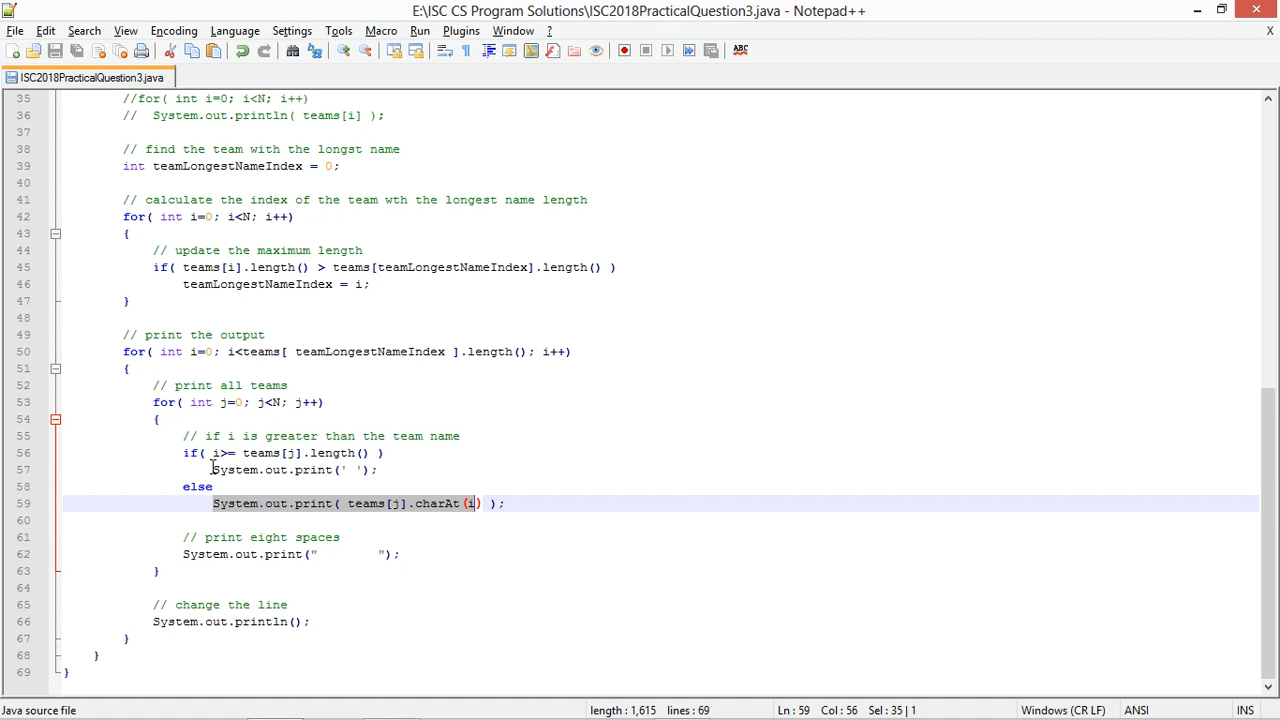 E:\ISC CS Program Solutions\ISC2018PracticalQuestion3.java - Notepad++
File Edit Search View Encoding Language Settings Tools Macro Run Plugins Window ? X
ABC
ISC2018PracticalQuestion3.java
35 //for( int i=0; i<N; i++)
36 //  System.out.println( teams[i] );
37
38 // find the team with the longst name
39 int teamLongestNameIndex = 0;
40
41 // calculate the index of the team wth the longest name length
42 for( int i=0; i<N; i++)
43 {
44 // update the maximum length
45 if( teams[i].length() > teams[teamLongestNameIndex].length() )
46 teamLongestNameIndex = i;
47 }
48
49 // print the output
50 for( int i=0; i<teams[ teamLongestNameIndex ].length(); i++)
51 {
52 // print all teams
53 for( int j=0; j<N; j++)
54 {
55 // if i is greater than the team name
56 if( i>= teams[j].length() )
57 System.out.print(' ');
58 else
59 System.out.print( teams[j].charAt(i) );
60
61 // print eight spaces
62 System.out.print("        ");
63 }
64
65 // change the line
66 System.out.println();
67 }
68 }
69 }
Java source file length : 1,615 lines : 69 Ln : 59 Col : 56 Sel : 35 | 1 Windows (CR LF) ANSI INS